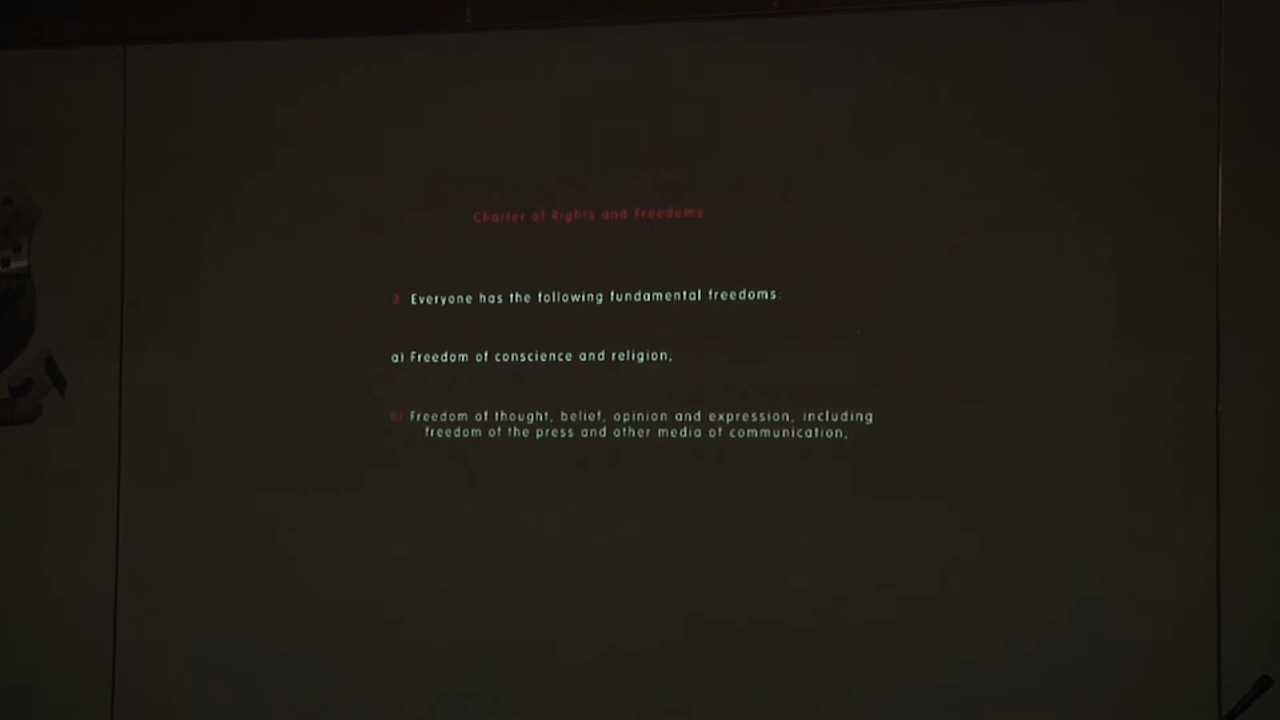 Charter of Rights and Freedoms
2. Everyone has the following fundamental freedoms:
a) Freedom of conscience and religion;
b) Freedom of thought, belief, opinion and expression, including
freedom of the press and other media of communication;